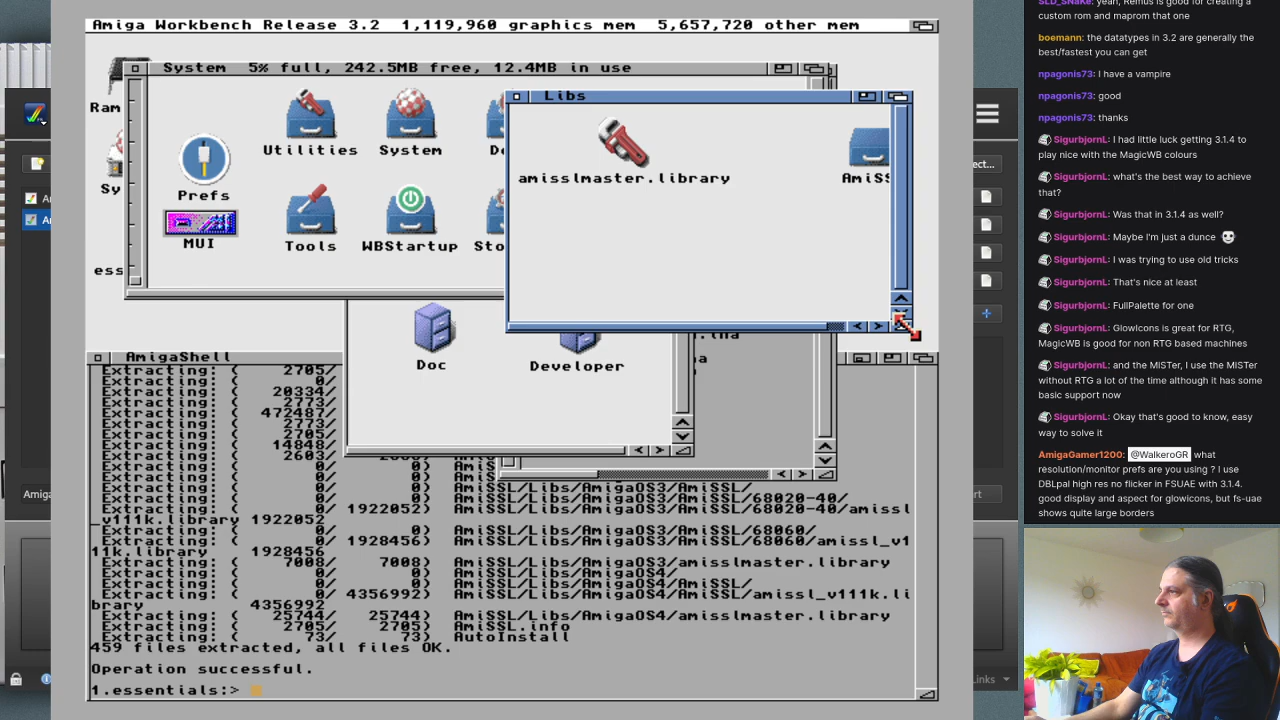 Amiga Workbench Release 3.2 1,119,960 graphics mem 5,657,720 other mem
System 5% full, 242.5MB free, 12.4MB in use
Libs
Ram
Utilities
System
amisslmaster.library
AmiSS
Prefs
Sy
MUI
Tools
WBStartup
Sto
ess
Doc
Developer
AmigaShell
Extracting: ( 2705/
Extracting: ( 0/
Extracting: ( 20334/
Extracting: ( 2773/
Extracting: ( 472487/
Extracting: ( 2773/
Extracting: ( 2705/
Extracting: ( 14848/
Extracting: ( 2603/
Extracting: ( 0/
Extracting: ( 0/
Extracting: ( 0/ 0) AmiSSL/Libs/AmigaOS3/AmiSSL/
Extracting: ( 0/ 0) AmiSSL/Libs/AmigaOS3/AmiSSL/68020-40/
Extracting: ( 0/ 1922052) AmiSSL/Libs/AmigaOS3/AmiSSL/68020-40/amissl
_v111k.library 1922052
Extracting: ( 0/ 0) AmiSSL/Libs/AmigaOS3/AmiSSL/68060/
Extracting: ( 0/ 1928456) AmiSSL/Libs/AmigaOS3/AmiSSL/68060/amissl_v1
11k.library 1928456
Extracting: ( 7008/ 7008) AmiSSL/Libs/AmigaOS3/amisslmaster.library
Extracting: ( 0/ 0) AmiSSL/Libs/AmigaOS4/
Extracting: ( 0/ 0) AmiSSL/Libs/AmigaOS4/AmiSSL/
Extracting: ( 0/ 4356992) AmiSSL/Libs/AmigaOS4/AmiSSL/amissl_v111k.li
brary 4356992
Extracting: ( 25744/ 25744) AmiSSL/Libs/AmigaOS4/amisslmaster.library
Extracting: ( 2705/ 2705) AmiSSL.info
Extracting: ( 73/ 73) AutoInstall
459 files extracted, all files OK.
Operation successful.
1.essentials:>
Amiga
ect...
Links
SLD_SNaKe: yeah, Remus is good for creating a
custom rom and maprom that one
boemann: the datatypes in 3.2 are generally the
best/fastest you can get
npagonis73: I have a vampire
npagonis73: good
npagonis73: thanks
SigurbjornL: I had little luck getting 3.1.4 to
play nice with the MagicWB colours
SigurbjornL: what's the best way to achieve
that?
SigurbjornL: Was that in 3.1.4 as well?
SigurbjornL: Maybe I'm just a dunce
SigurbjornL: I was trying to use old tricks
SigurbjornL: That's nice at least
SigurbjornL: FullPalette for one
SigurbjornL: GlowIcons is great for RTG,
MagicWB is good for non RTG based machines
SigurbjornL: and the MISTer, I use the MISTer
without RTG a lot of the time although it has some
basic support now
SigurbjornL: Okay that's good to know, easy
way to solve it
AmigaGamer1200: @WalkeroGR what
resolution/monitor prefs are you using ? I use
DBLpal high res no flicker in FSUAE with 3.1.4.
good display and aspect for glowicons, but fs-uae
shows quite large borders